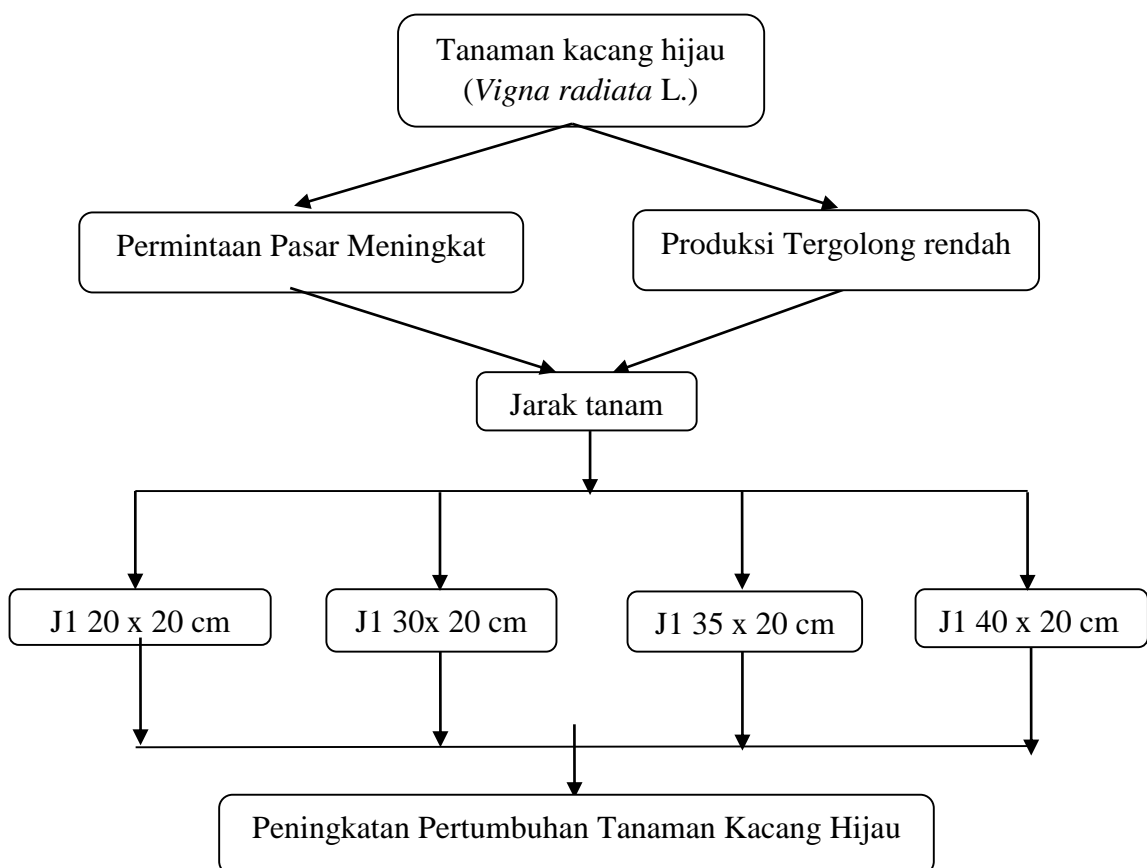 Tanaman kacang hijau
(Vigna radiata L.)
Permintaan Pasar Meningkat
Produksi Tergolong rendah
Jarak tanam
J1 20 x 20 cm
J1 30x 20 cm
J1 35 x 20 cm
J1 40 x 20 cm
Peningkatan Pertumbuhan Tanaman Kacang Hijau